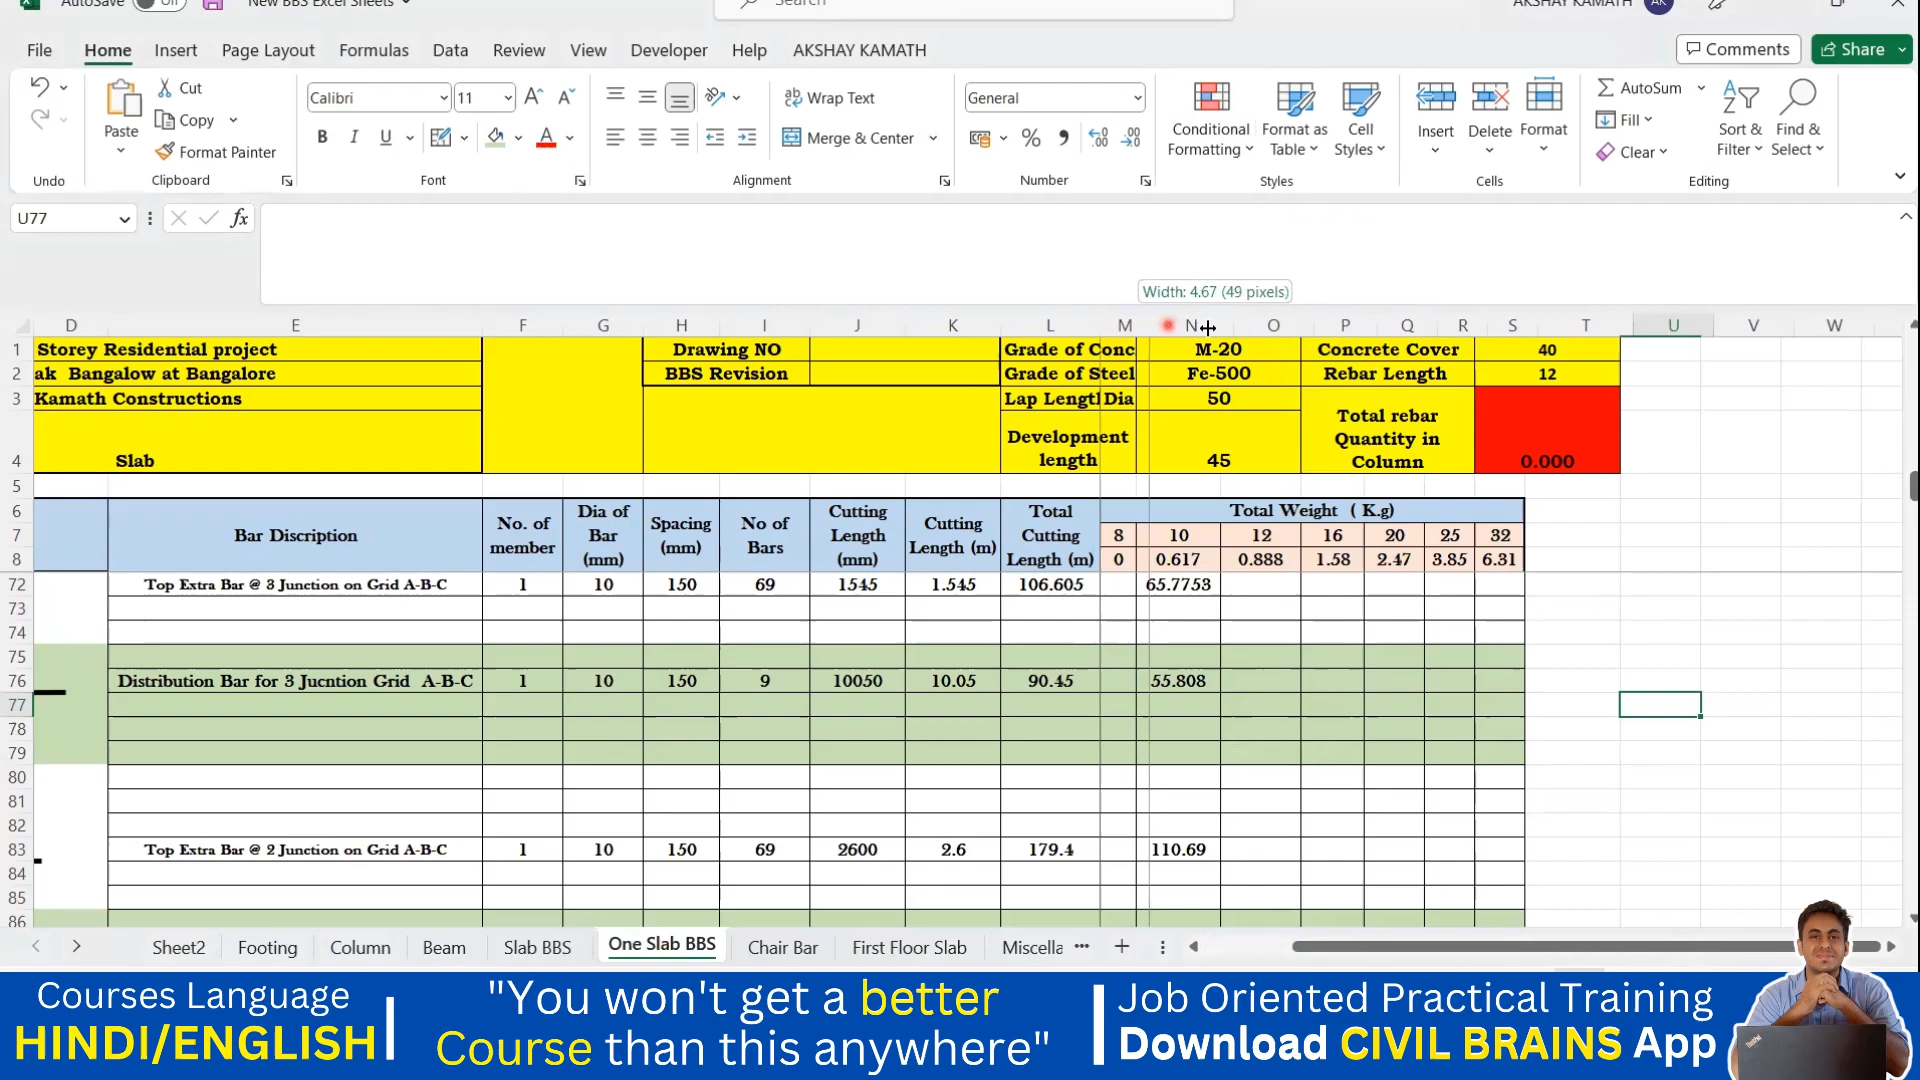 AutoSave Off New BBS Excel Sheets Search AKSHAY KAMATH AK
File Home Insert Page Layout Formulas Data Review View Developer Help AKSHAY KAMATH Comments Share
Paste Cut Copy Format Painter
Undo Clipboard
Calibri 11
B I U A
Font
ab Wrap Text
Merge & Center
Alignment
General
%
Number
Conditional Formatting Format as Table Cell Styles
Styles
Insert Delete Format
Cells
AutoSum Fill Clear Sort & Filter Find & Select
Editing
U77 fx
Width: 4.67 (49 pixels)
D E F G H I J K L M N O P Q R S T U V W
1 Storey Residential project Drawing NO Grade of Conc M-20 Concrete Cover 40
2 ak Bangalow at Bangalore BBS Revision Grade of Steel Fe-500 Rebar Length 12
3 Kamath Constructions Lap Lengt Dia 50
4 Slab Development length 45 Total rebar Quantity in Column 0.000
5
6 Total Weight ( K.g)
7 8 10 12 16 20 25 32
8 0 0.617 0.888 1.58 2.47 3.85 6.31
Bar Discription No. of member Dia of Bar (mm) Spacing (mm) No of Bars Cutting Length (mm) Cutting Length (m) Total Cutting Length (m)
72 Top Extra Bar @ 3 Junction on Grid A-B-C 1 10 150 69 1545 1.545 106.605 65.7753
73
74
75
76 Distribution Bar for 3 Jucntion Grid A-B-C 1 10 150 9 10050 10.05 90.45 55.808
77
78
79
80
81
82
83 Top Extra Bar @ 2 Junction on Grid A-B-C 1 10 150 69 2600 2.6 179.4 110.69
84
85
86
Sheet2 Footing Column Beam Slab BBS One Slab BBS Chair Bar First Floor Slab Miscella ...
Courses Language
HINDI/ENGLISH
"You won't get a better
Course than this anywhere"
Job Oriented Practical Training
Download CIVIL BRAINS App